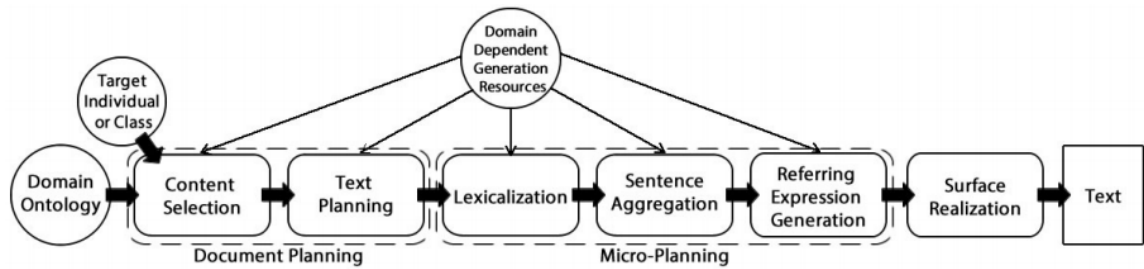 Domain
Dependent
Generation
Resources
Target
Individual
or Class
Domain
Ontology
Content
Selection
Text
Planning
Lexicalization
Sentence
Aggregation
Referring
Expression
Generation
Surface
Realization
Text
Document Planning
Micro-Planning